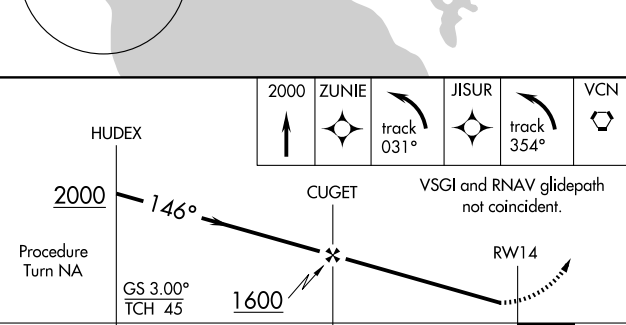 2000 ZUNIE JISUR VCN
track
031°
track
354°
HUDEX
2000
146°
CUGET
VSGI and RNAV glidepath
not coincident.
Procedure
Turn NA
RW14
GS 3.00°
TCH 45
1600